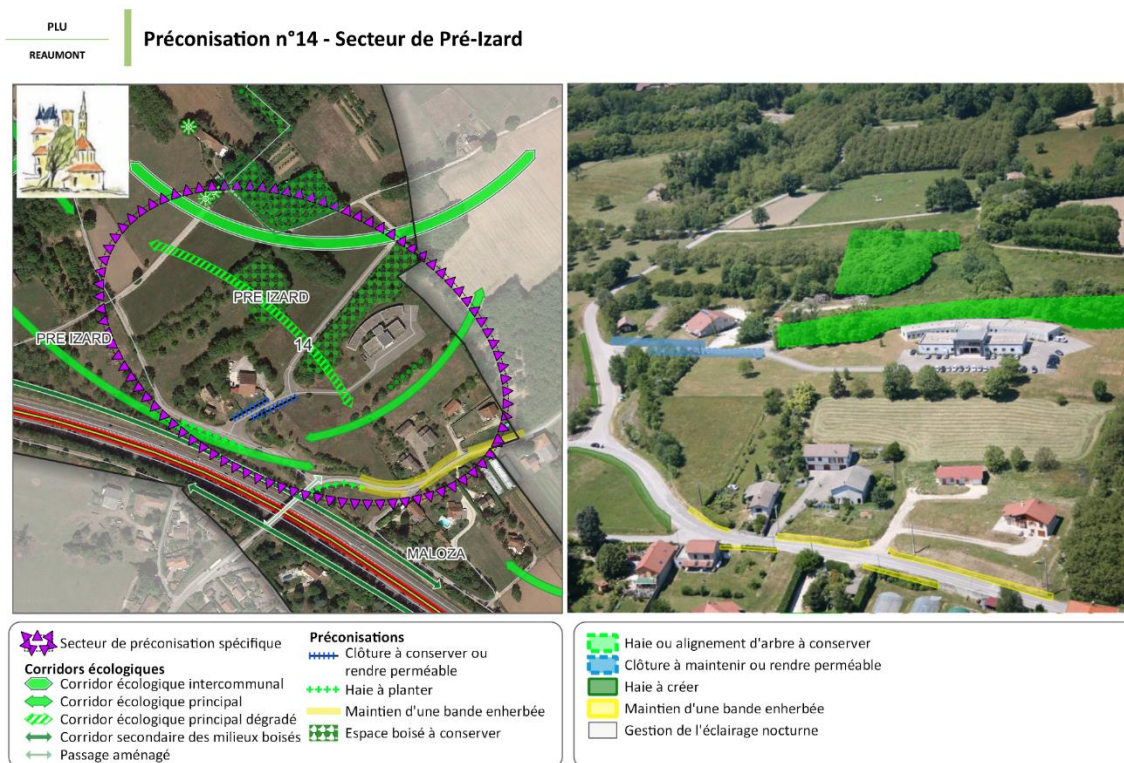 PLU
REAUMONT
Préconisation n°14 - Secteur de Pré-Izard
PRE IZARD
PRE IZARD
14
MALOZA
Secteur de préconisation spécifique
Corridors écologiques
Corridor écologique intercommunal
Corridor écologique principal
Corridor écologique principal dégradé
Corridor secondaire des milieux boisés
Passage aménagé
Préconisations
Clôture à conserver ou
rendre perméable
Haie à planter
Maintien d'une bande enherbée
Espace boisé à conserver
Haie ou alignement d'arbre à conserver
Clôture à maintenir ou rendre perméable
Haie à créer
Maintien d'une bande enherbée
Gestion de l'éclairage nocturne